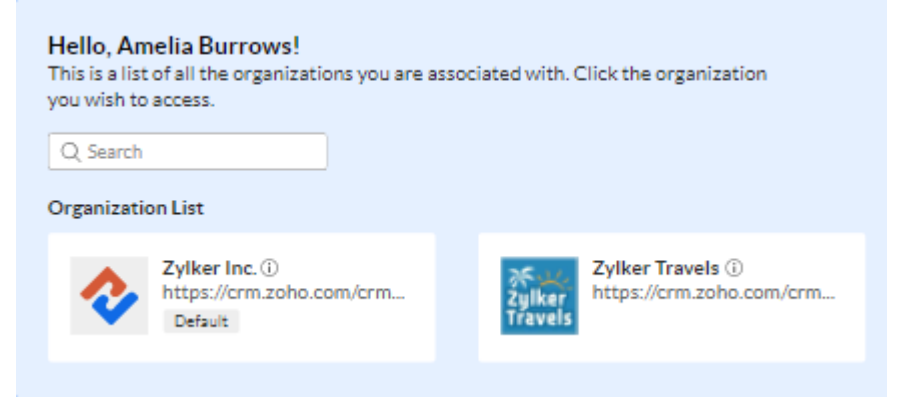 Hello, Amelia Burrows!
This is a list of all the organizations you are associated with. Click the organization
you wish to access.
Search
Organization List
Zylker Inc.
https://crm.zoho.com/crm...
Default
Zylker
Travels
Zylker Travels
https://crm.zoho.com/crm...